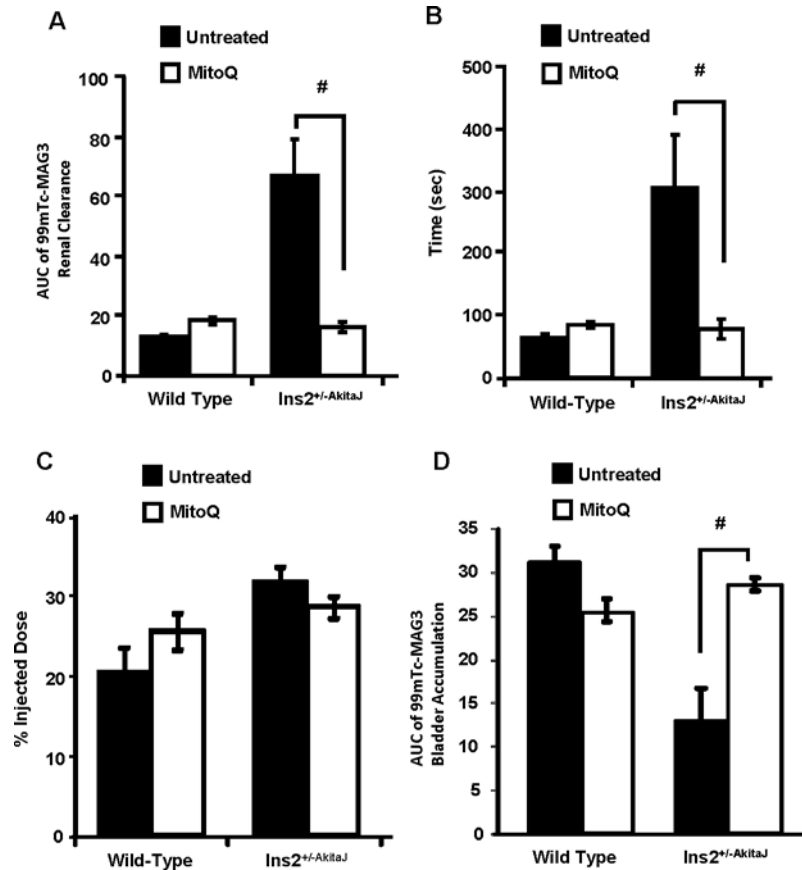 A
Untreated
MitoQ
#
AUC of 99mTc-MAG3
Renal Clearance
100
80
60
40
20
0
Wild Type
Ins2+/-AkitaJ
B
Untreated
MitoQ
#
Time (sec)
500
400
300
200
100
0
Wild-Type
Ins2+/-AkitaJ
C
Untreated
MitoQ
% Injected Dose
40
30
20
10
0
Wild-Type
Ins2+/-AkitaJ
D
Untreated
MitoQ
#
AUC of 99mTc-MAG3
Bladder Accumulation
35
30
25
20
15
10
5
0
Wild Type
Ins2+/-AkitaJ